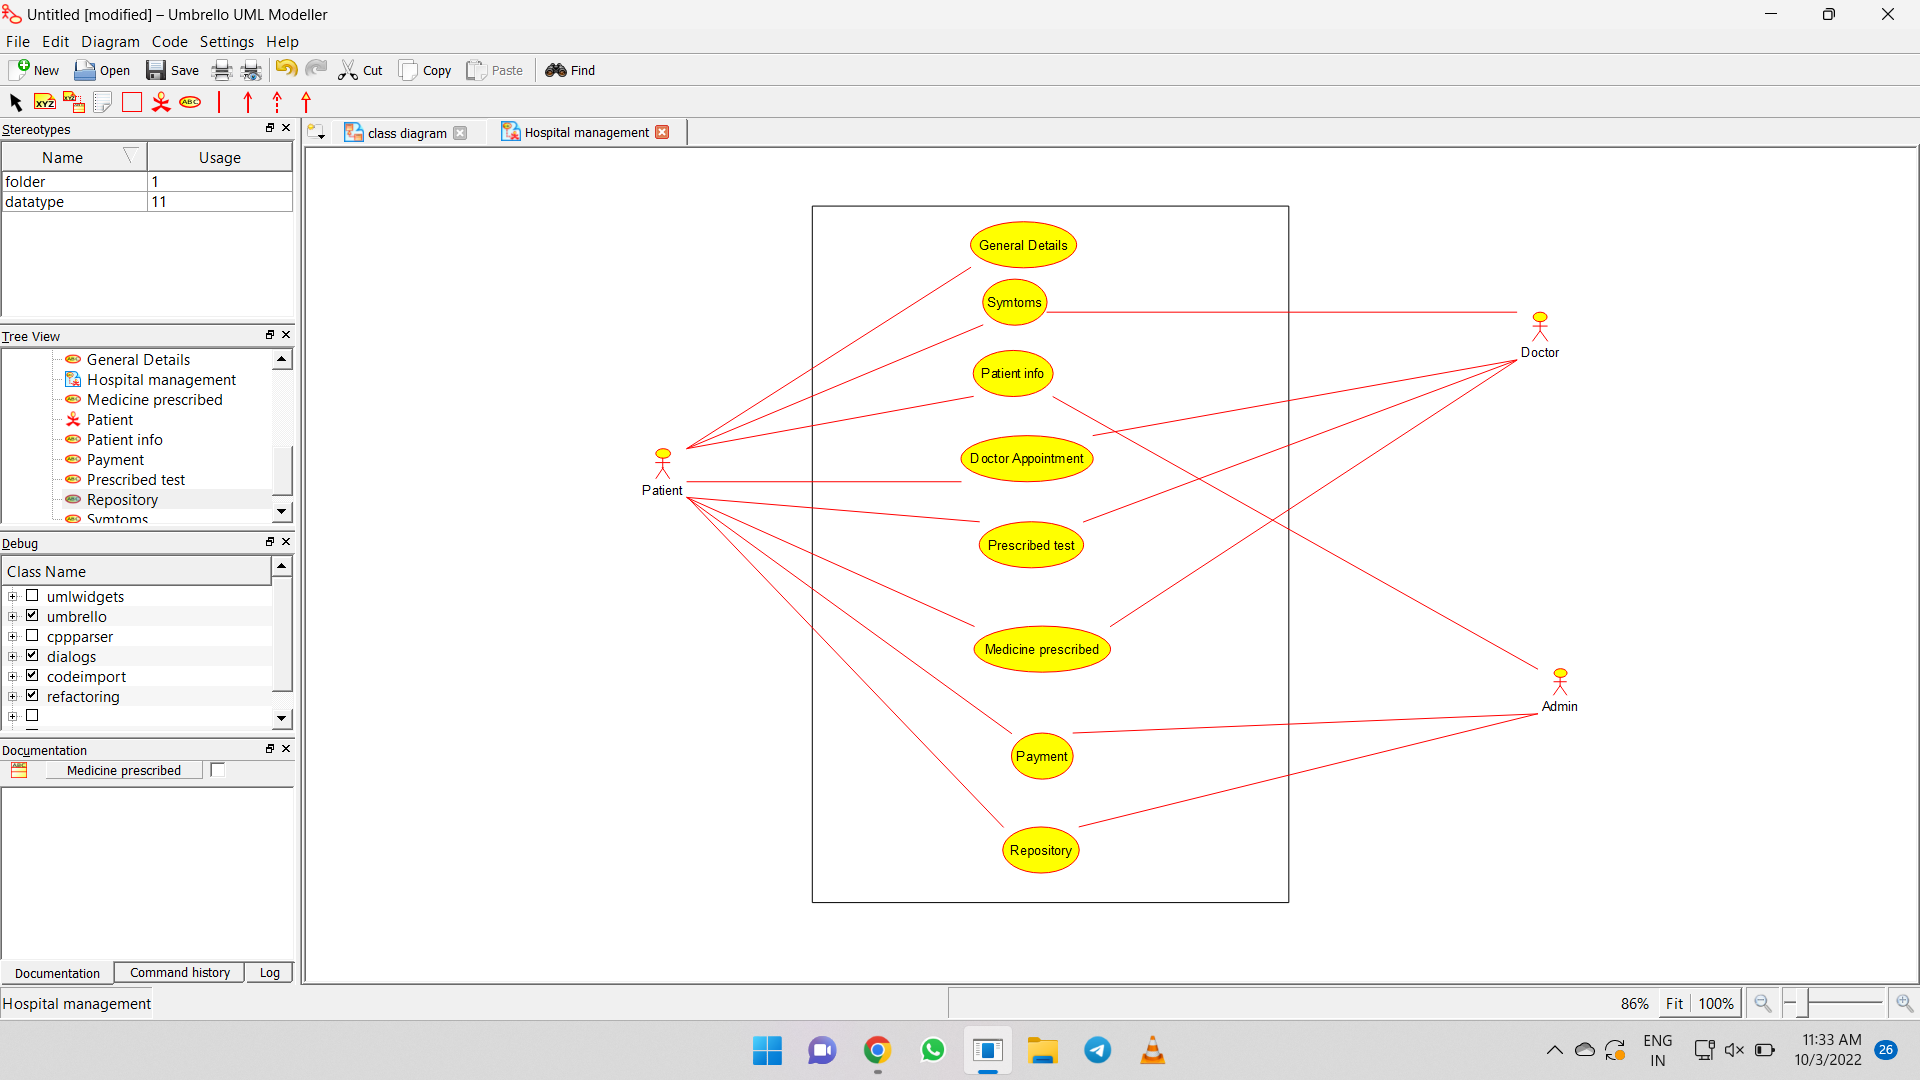 Untitled [modified] – Umbrello UML Modeller
File Edit Diagram Code Settings Help
New Open Save Cut Copy Paste Find
XYZ XYZ ABC
Stereotypes
Name Usage
folder 1
datatype 11
Tree View
General Details
Hospital management
Medicine prescribed
Patient
Patient info
Payment
Prescribed test
Repository
Symtoms
Debug
Class Name
umlwidgets
umbrello
cppparser
dialogs
codeimport
refactoring
Documentation
Medicine prescribed
Documentation Command history Log
class diagram Hospital management
General Details
Symtoms
Patient info
Doctor Appointment
Prescribed test
Medicine prescribed
Payment
Repository
Patient
Doctor
Admin
Hospital management
86% Fit 100%
ENG
IN
11:33 AM
10/3/2022
26